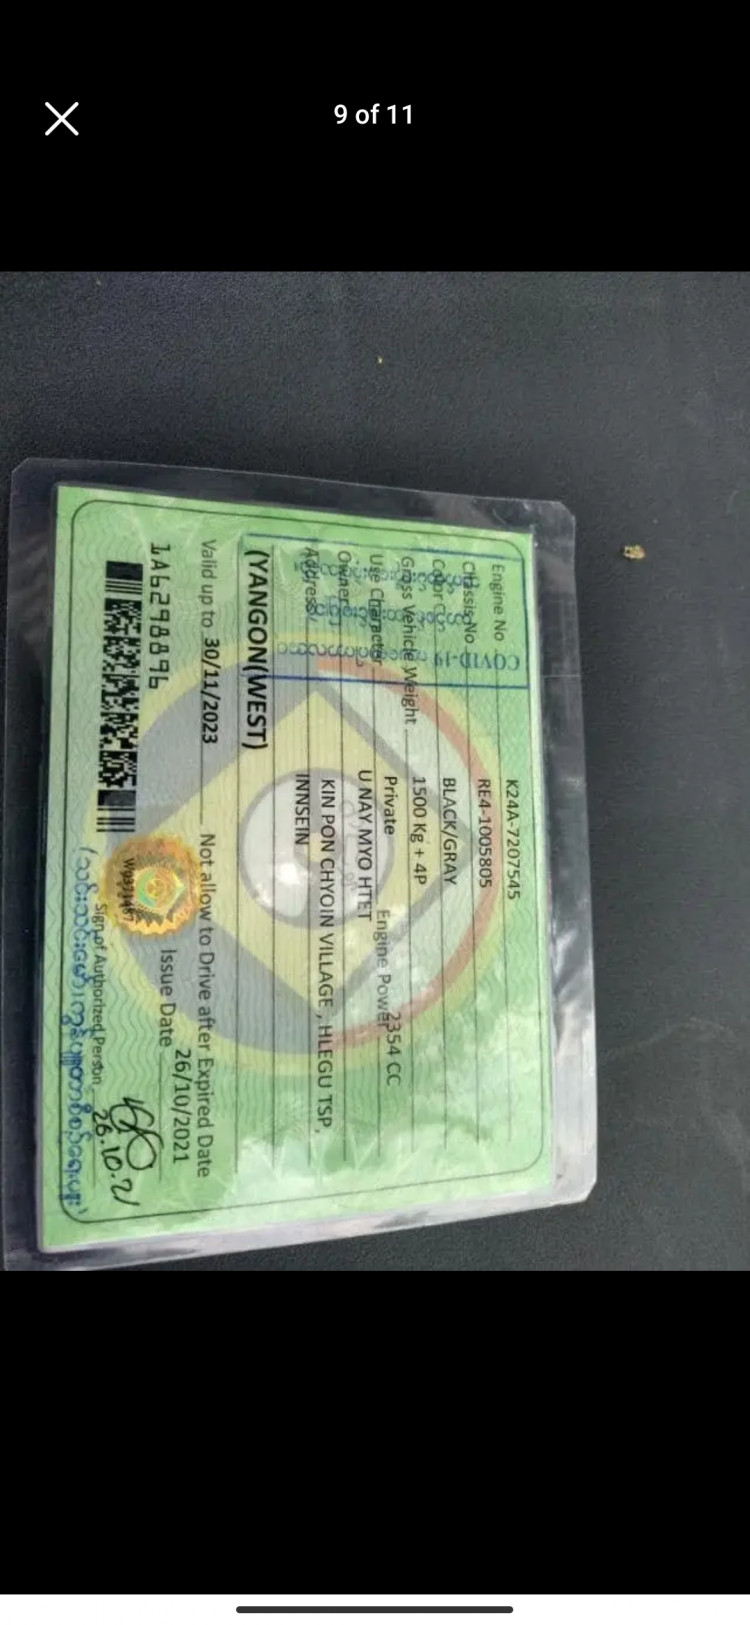 9 of 11
COVID-19
Engine No K24A-7207545
Chassis No RE4-1005805
Color BLACK/GRAY
Gross Vehicle Weight 1500 Kg + 4P
Use Character Private Engine Power 2354 CC
Owner U NAY MYO HTET
Address KIN PON CHYOIN VILLAGE , HLEGU TSP,
INNSEIN
(YANGON(WEST)
Valid up to 30/11/2023 Not allow to Drive after Expired Date
1A6298896 Issue Date 26/10/2021
Sign of Authorized Person
26.10.21